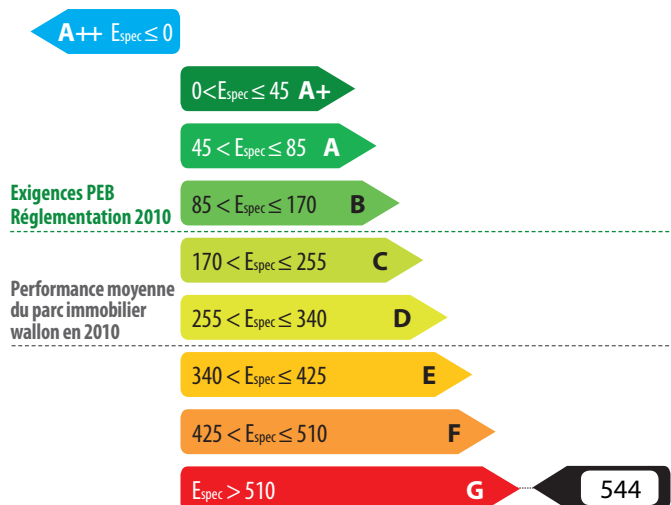 A++ Espec ≤ 0
0<Espec ≤ 45 A+
45 < Espec ≤ 85 A
Exigences PEB
Réglementation 2010
85 < Espec ≤ 170 B
170 < Espec ≤ 255 C
Performance moyenne
du parc immobilier
wallon en 2010
255 < Espec ≤ 340 D
340 < Espec ≤ 425 E
425 < Espec ≤ 510 F
Espec > 510 G 544